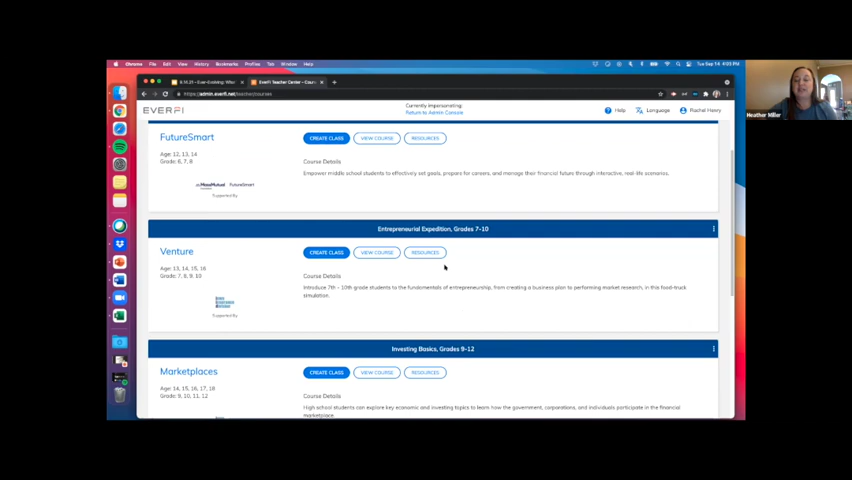 Chrome File Edit View History Bookmarks Profiles Tab Window Help
Tue Sep 14 4:03 PM
EverFi Teacher Center - Cours
https://admin.everfi.net/teacher/courses
EVERFI
Currently Impersonating:
Return to Admin Console
Help Language Rachel Henry
Heather Miller
FutureSmart
CREATE CLASS VIEW COURSE RESOURCES
Age: 12, 13, 14
Grade: 6, 7, 8
Course Details
Empower middle school students to effectively set goals, prepare for careers, and manage their financial future through interactive, real-life scenarios.
MassMutual FutureSmart
Supported By
Entrepreneurial Expedition, Grades 7-10
Venture
CREATE CLASS VIEW COURSE RESOURCES
Age: 13, 14, 15, 16
Grade: 7, 8, 9, 10
Course Details
Introduce 7th - 10th grade students to the fundamentals of entrepreneurship, from creating a business plan to performing market research, in this food-truck
simulation.
Supported By
Investing Basics, Grades 9-12
Marketplaces
CREATE CLASS VIEW COURSE RESOURCES
Age: 14, 15, 16, 17, 18
Grade: 9, 10, 11, 12
Course Details
High school students can explore key economic and investing topics to learn how the government, corporations, and individuals participate in the financial
marketplace.